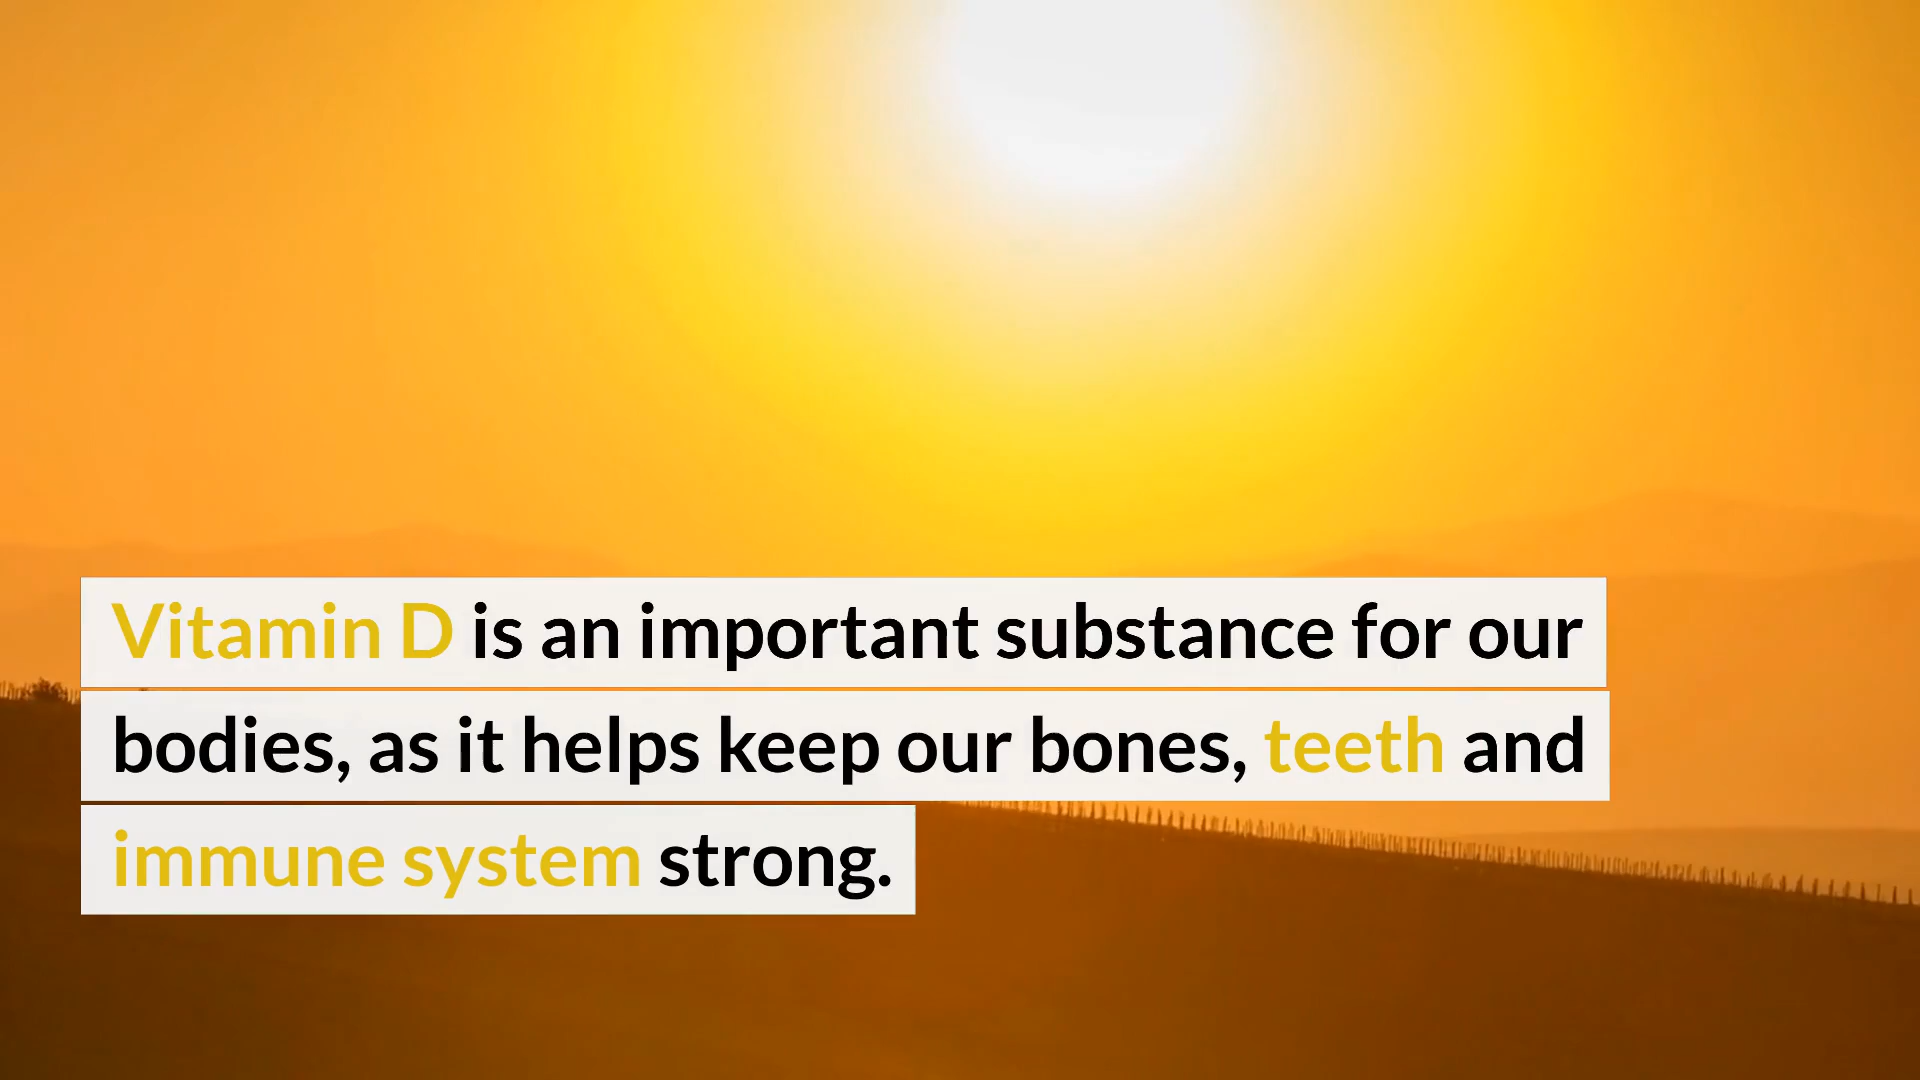 Vitamin D is an important substance for our
bodies, as it helps keep our bones, teeth and
immune system strong.